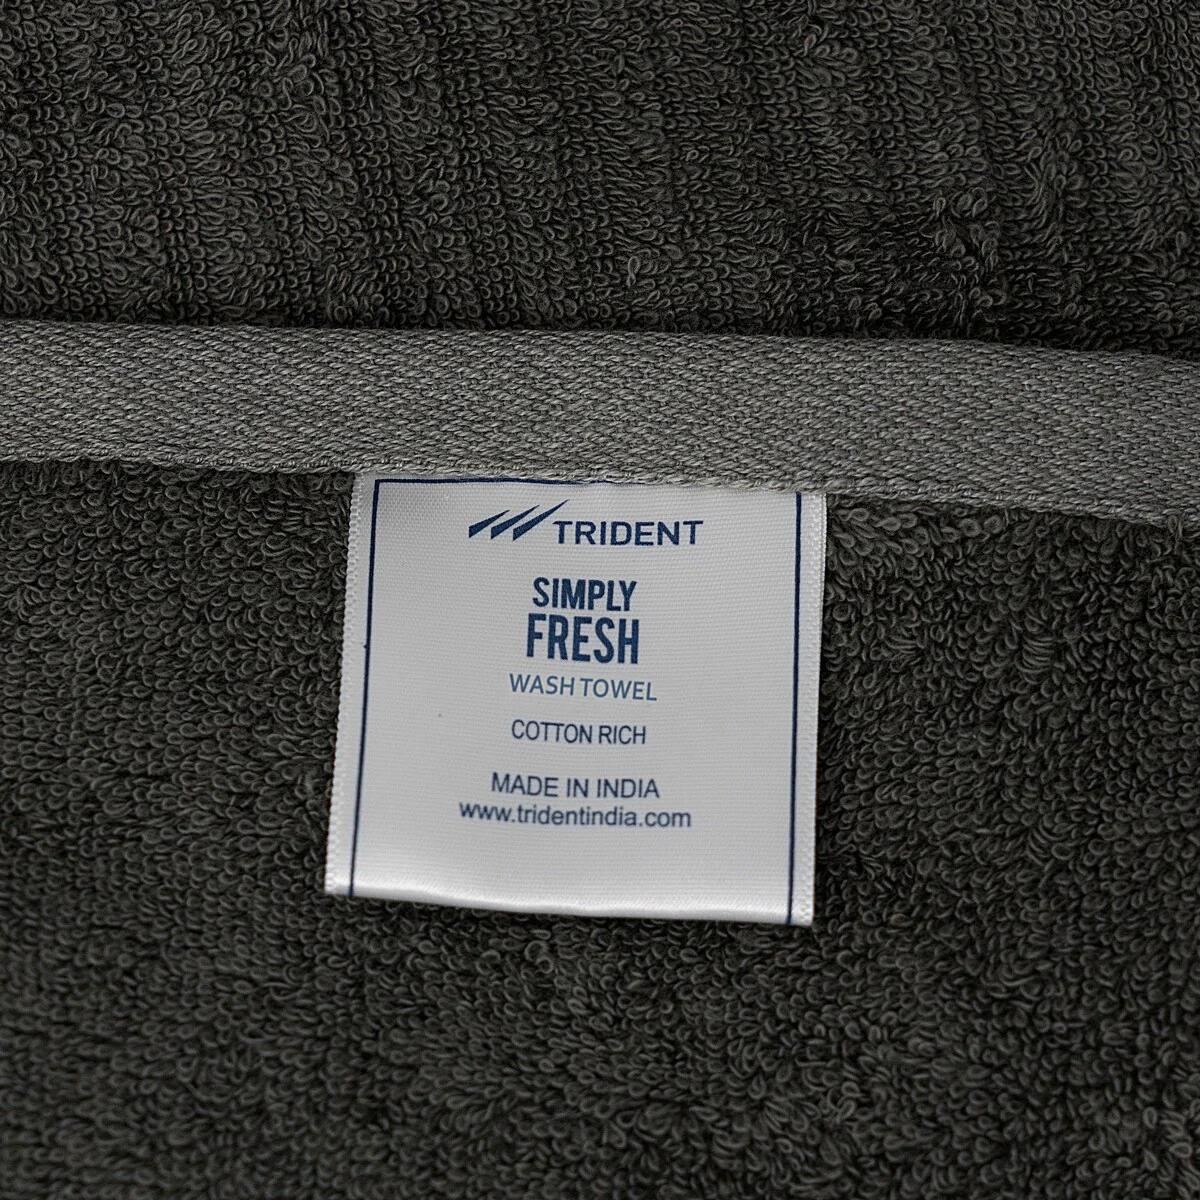 TRIDENT
SIMPLY
FRESH
WASH TOWEL
COTTON RICH
MADE IN INDIA
www.tridentindia.com